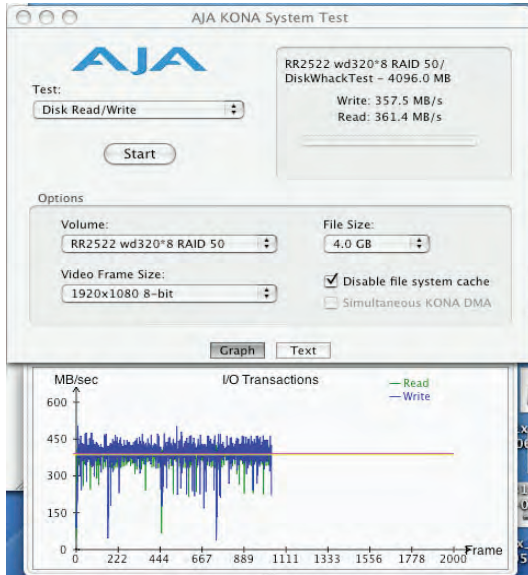 AJA KONA System Test
AJA
RR2522 wd320*8 RAID 50/
DiskWhackTest - 4096.0 MB
Write: 357.5 MB/s
Read: 361.4 MB/s
Test:
Disk Read/Write
Start
Options
Volume:
RR2522 wd320*8 RAID 50
File Size:
4.0 GB
Video Frame Size:
1920x1080 8-bit
Disable file system cache
Simultaneous KONA DMA
Graph
Text
MB/sec
I/O Transactions
Read
Write
600
450
300
150
0
0 222 444 667 889 1111 1333 1556 1778 2000
Frame